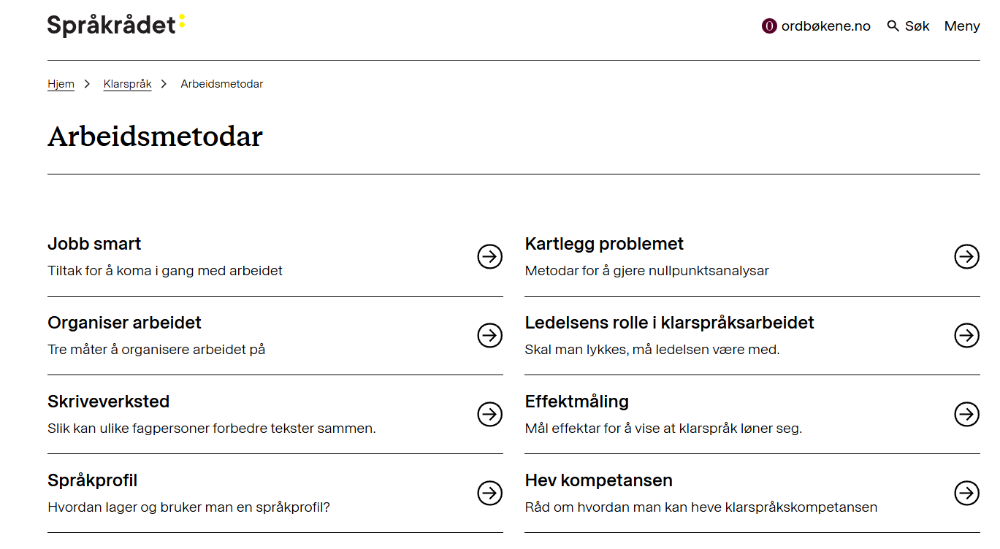 Språkrådet:
ordbøkene.no Søk Meny
Hjem > Klarspråk > Arbeidsmetodar
Arbeidsmetodar
Jobb smart
Tiltak for å koma i gang med arbeidet
Kartlegg problemet
Metodar for å gjere nullpunktsanalysar
Organiser arbeidet
Tre måter å organisere arbeidet på
Ledelsens rolle i klarspråksarbeidet
Skal man lykkes, må ledelsen være med.
Skriveverksted
Slik kan ulike fagpersoner forbedre tekster sammen.
Effektmåling
Mål effektar for å vise at klarspråk løner seg.
Språkprofil
Hvordan lager og bruker man en språkprofil?
Hev kompetansen
Råd om hvordan man kan heve klarspråkskompetansen